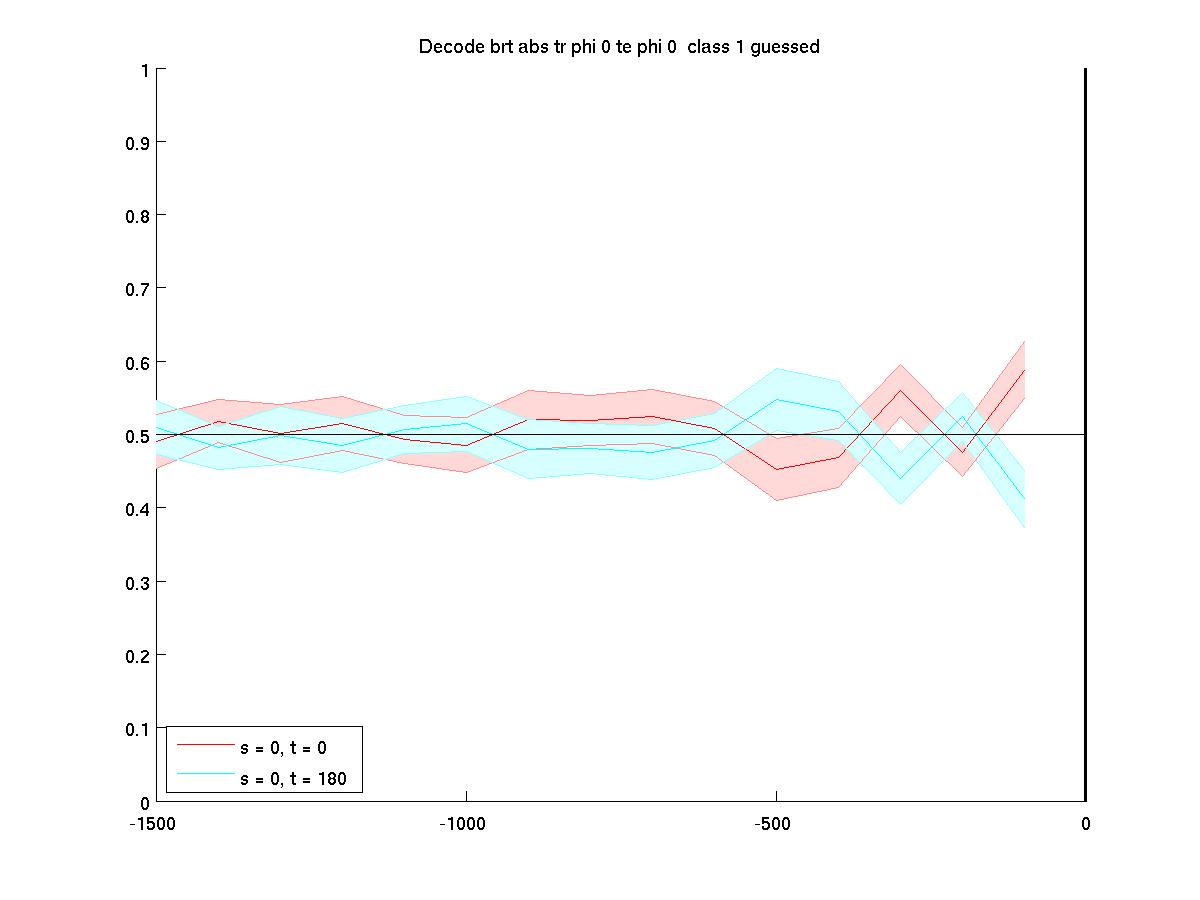 Decode brt abs tr phi 0 te phi 0  class 1 guessed
1
0.9
0.8
0.7
0.6
0.5
0.4
0.3
0.2
0.1
0
s = 0, t = 0
s = 0, t = 180
-1500 -1000 -500 0